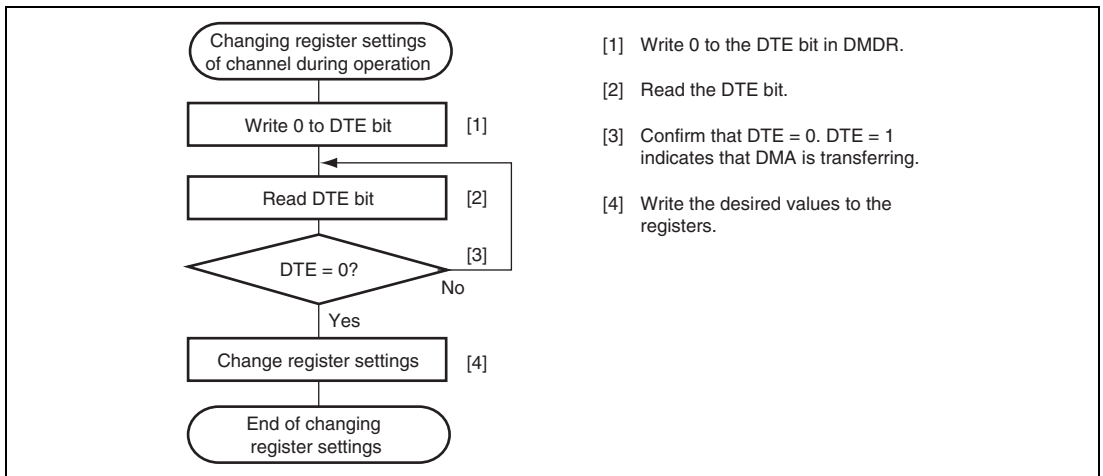 Changing register settings
of channel during operation
Write 0 to DTE bit
[1]
Read DTE bit
[2]
DTE = 0?
[3]
No
Yes
Change register settings
[4]
End of changing
register settings
[1] Write 0 to the DTE bit in DMDR.
[2] Read the DTE bit.
[3] Confirm that DTE = 0. DTE = 1
indicates that DMA is transferring.
[4] Write the desired values to the
registers.